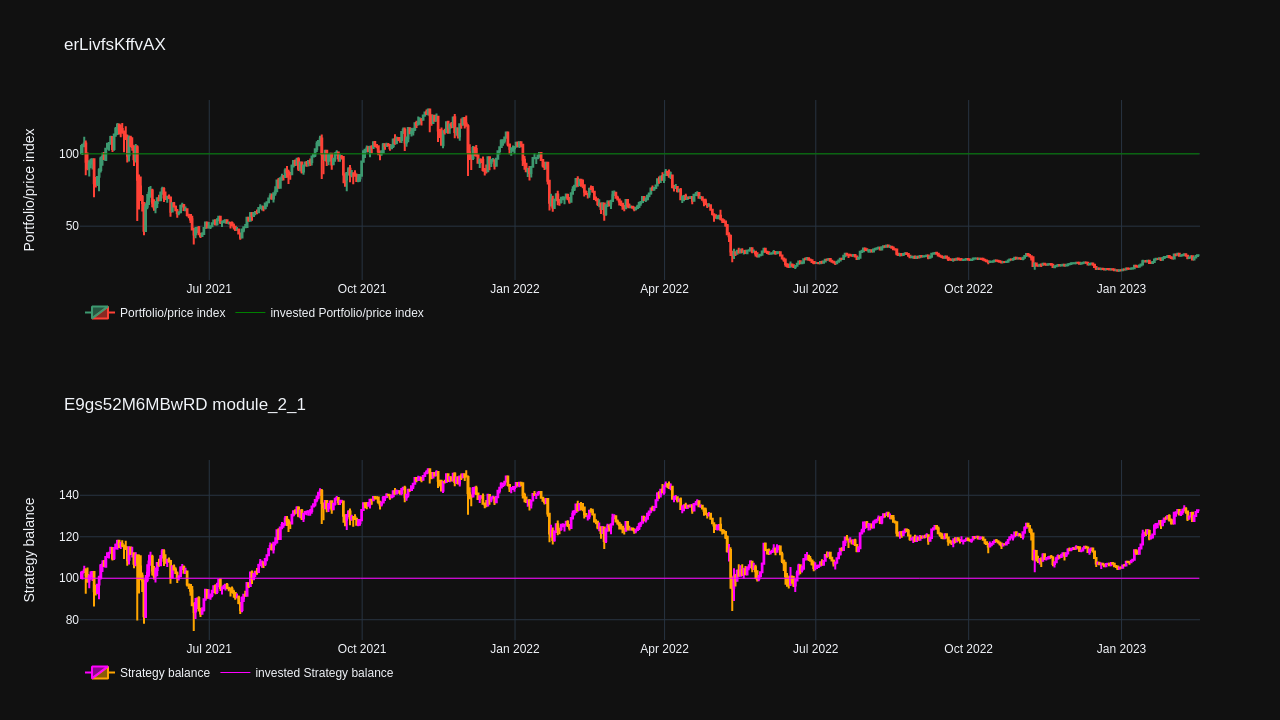 erLivfsKffvAX
Portfolio/price index
100
50
Jul 2021 Oct 2021 Jan 2022 Apr 2022 Jul 2022 Oct 2022 Jan 2023
Portfolio/price index invested Portfolio/price index
E9gs52M6MBwRD module_2_1
Strategy balance
140
120
100
80
Jul 2021 Oct 2021 Jan 2022 Apr 2022 Jul 2022 Oct 2022 Jan 2023
Strategy balance invested Strategy balance